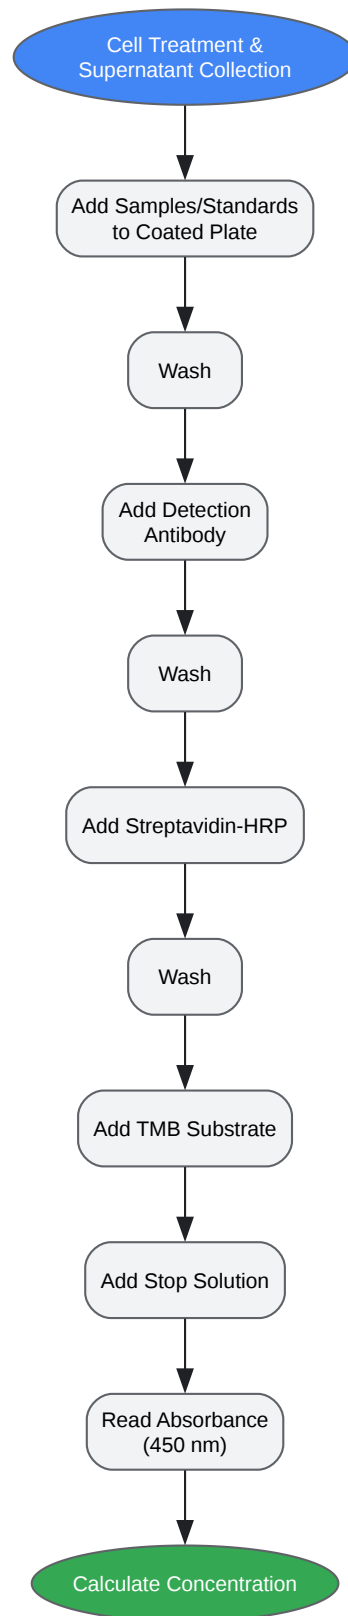 Cell Treatment &
Supernatant Collection
Add Samples/Standards
to Coated Plate
Wash
Add Detection
Antibody
Wash
Add Streptavidin-HRP
Wash
Add TMB Substrate
Add Stop Solution
Read Absorbance
(450 nm)
Calculate Concentration